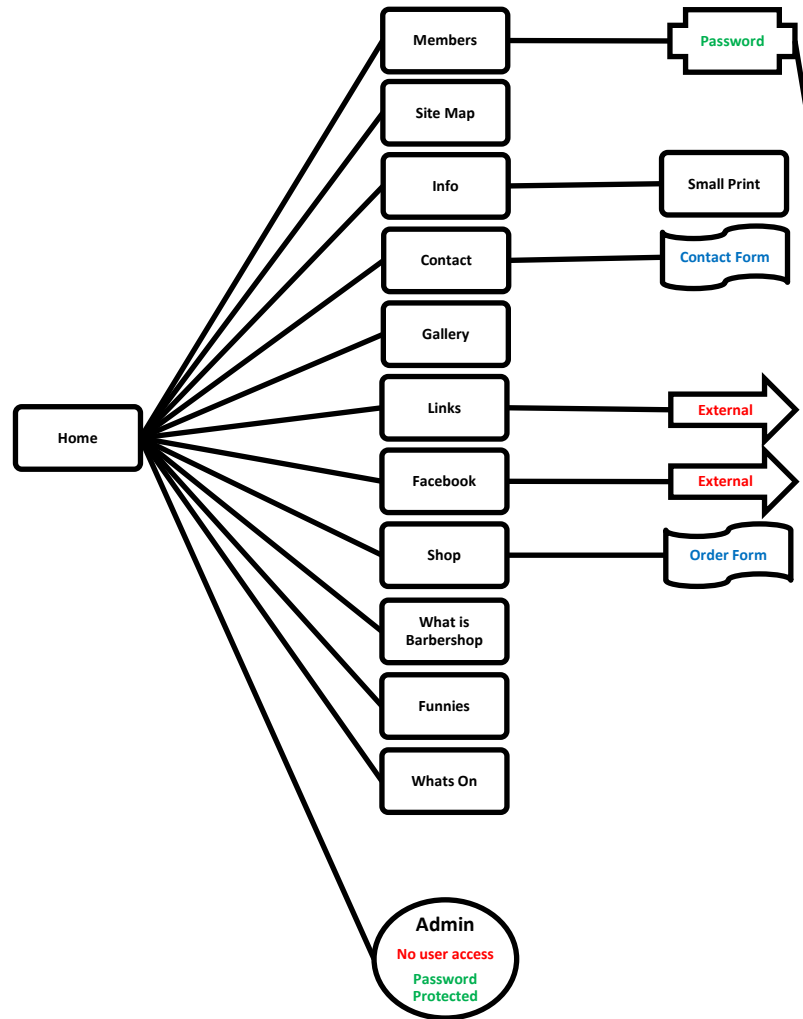 Members
Password
Site Map
Info
Small Print
Contact
Contact Form
Gallery
Links
External
Home
Facebook
External
Shop
Order Form
What is
Barbershop
Funnies
Whats On
Admin
No user access
Password
Protected